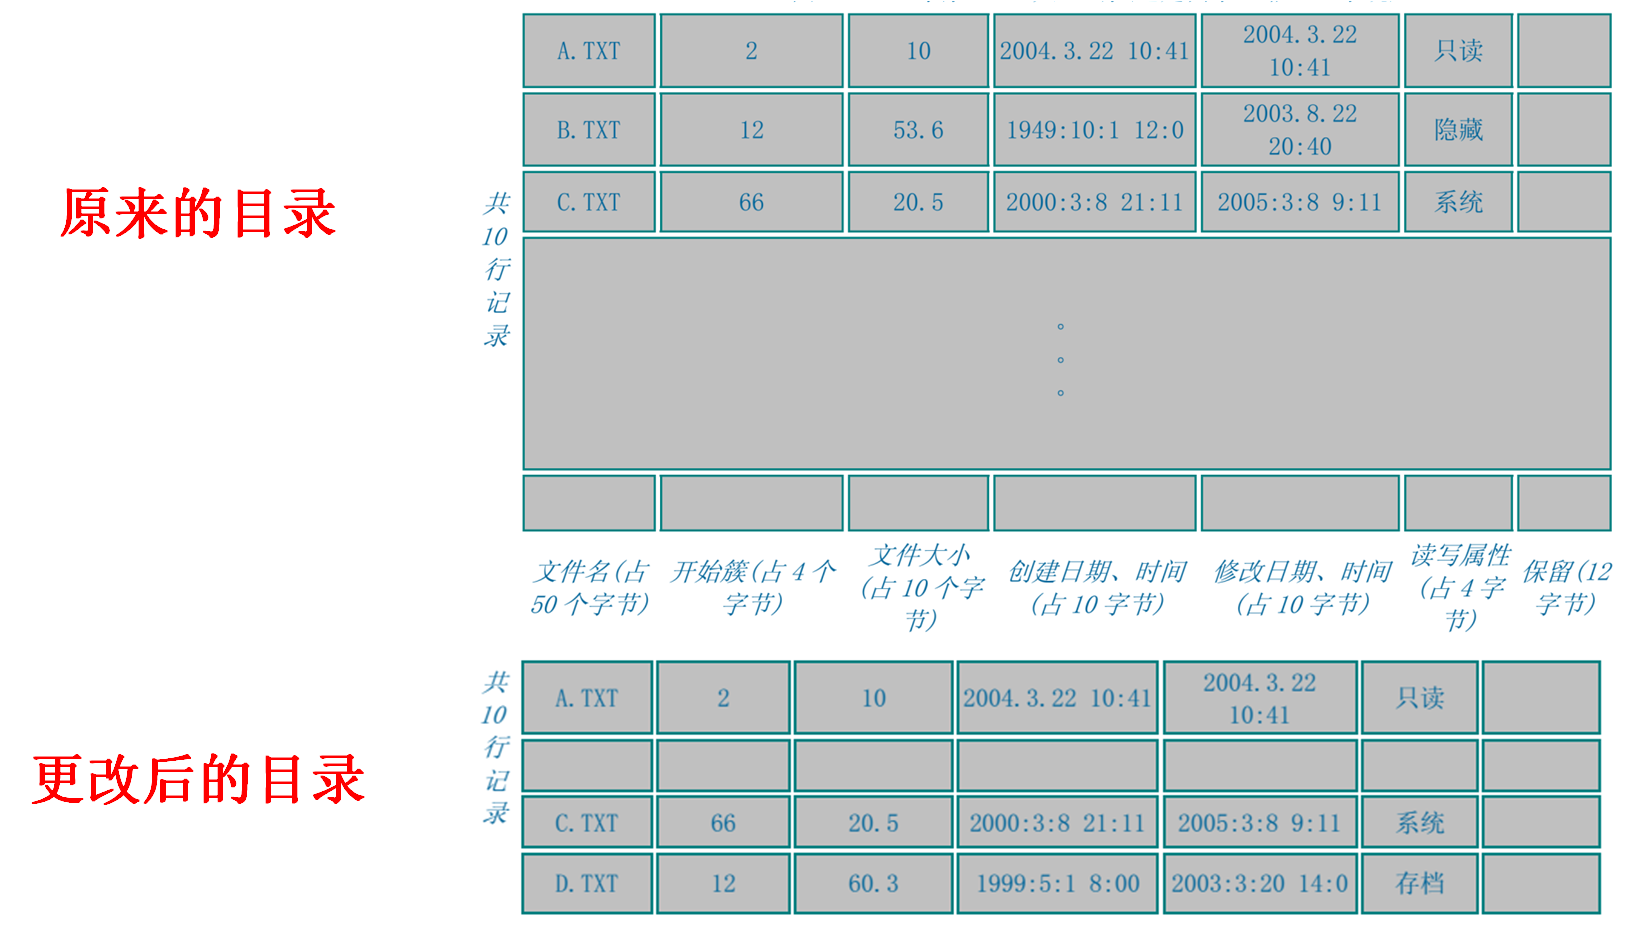 原来的目录
共
10
行
记
录
A.TXT 2 10 2004.3.22 10:41 2004.3.22 10:41 只读
B.TXT 12 53.6 1949:10:1 12:0 2003.8.22 20:40 隐藏
C.TXT 66 20.5 2000:3:8 21:11 2005:3:8 9:11 系统
。
。
。
文件名(占50个字节) 开始簇(占4个字节) 文件大小(占10个字节) 创建日期、时间(占10字节) 修改日期、时间(占10字节) 读写属性(占4字节) 保留(12字节)
更改后的目录
共
10
行
记
录
A.TXT 2 10 2004.3.22 10:41 2004.3.22 10:41 只读
C.TXT 66 20.5 2000:3:8 21:11 2005:3:8 9:11 系统
D.TXT 12 60.3 1999:5:1 8:00 2003:3:20 14:0 存档